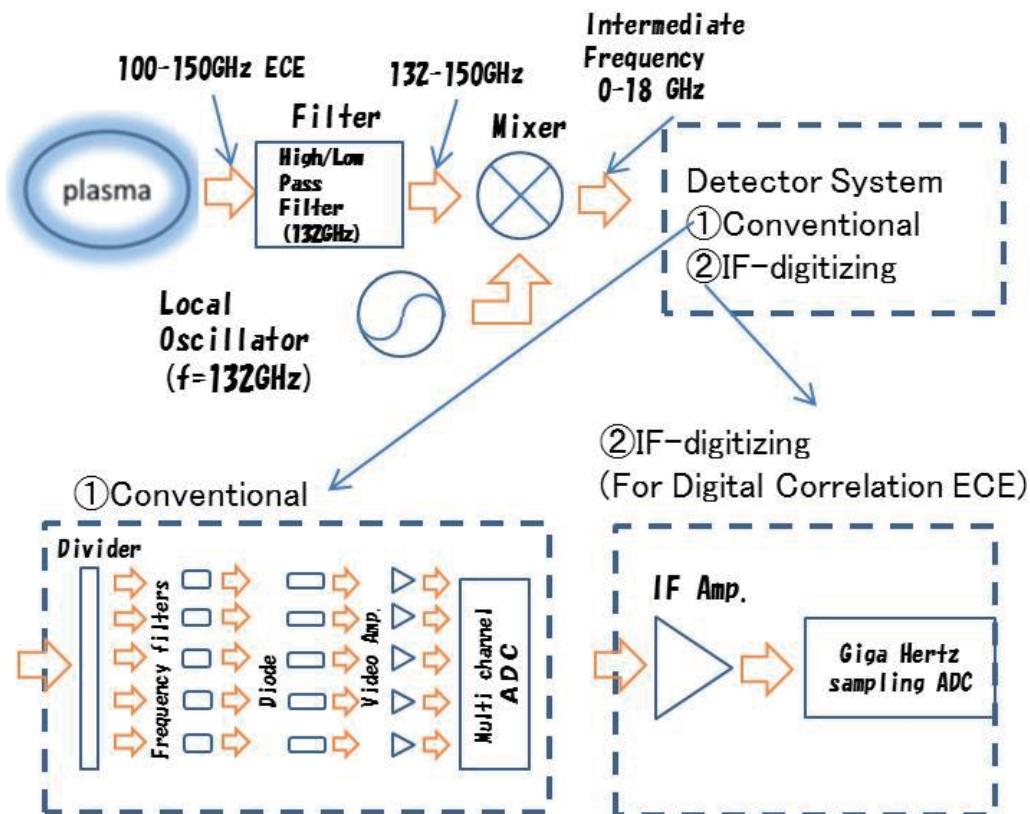 100-150GHz ECE
132-150GHz
Intermediate
Frequency
0-18 GHz
plasma
Filter
High/Low
Pass
Filter
(132GHz)
Mixer
Detector System
①Conventional
②IF-digitizing
Local
Oscillator
(f=132GHz)
①Conventional
Divider
Frequency filters
Diode
Video Amp.
Multi channel
ADC
②IF-digitizing
(For Digital Correlation ECE)
IF Amp.
Giga Hertz
sampling ADC